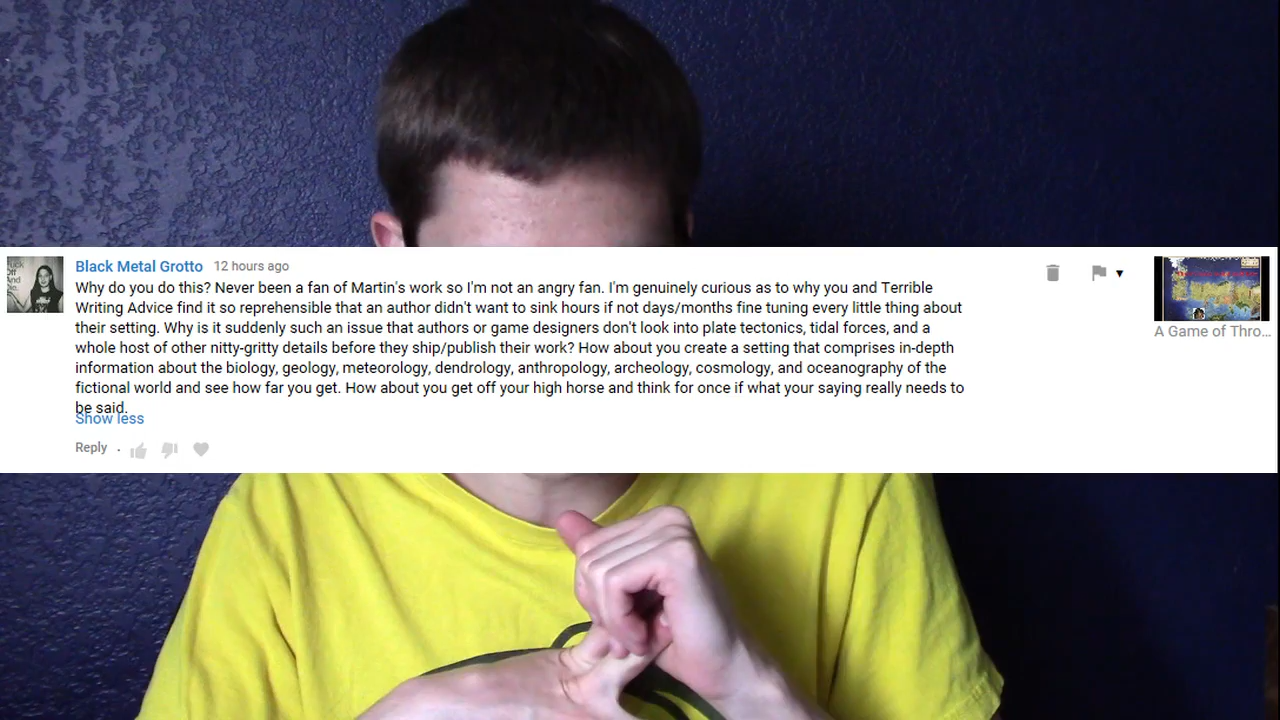 Black Metal Grotto 12 hours ago
Why do you do this? Never been a fan of Martin's work so I'm not an angry fan. I'm genuinely curious as to why you and Terrible
Writing Advice find it so reprehensible that an author didn't want to sink hours if not days/months fine tuning every little thing about
their setting. Why is it suddenly such an issue that authors or game designers don't look into plate tectonics, tidal forces, and a
whole host of other nitty-gritty details before they ship/publish their work? How about you create a setting that comprises in-depth
information about the biology, geology, meteorology, dendrology, anthropology, archeology, cosmology, and oceanography of the
fictional world and see how far you get. How about you get off your high horse and think for once if what your saying really needs to
be said.
Show less
Reply
A Game of Thro...